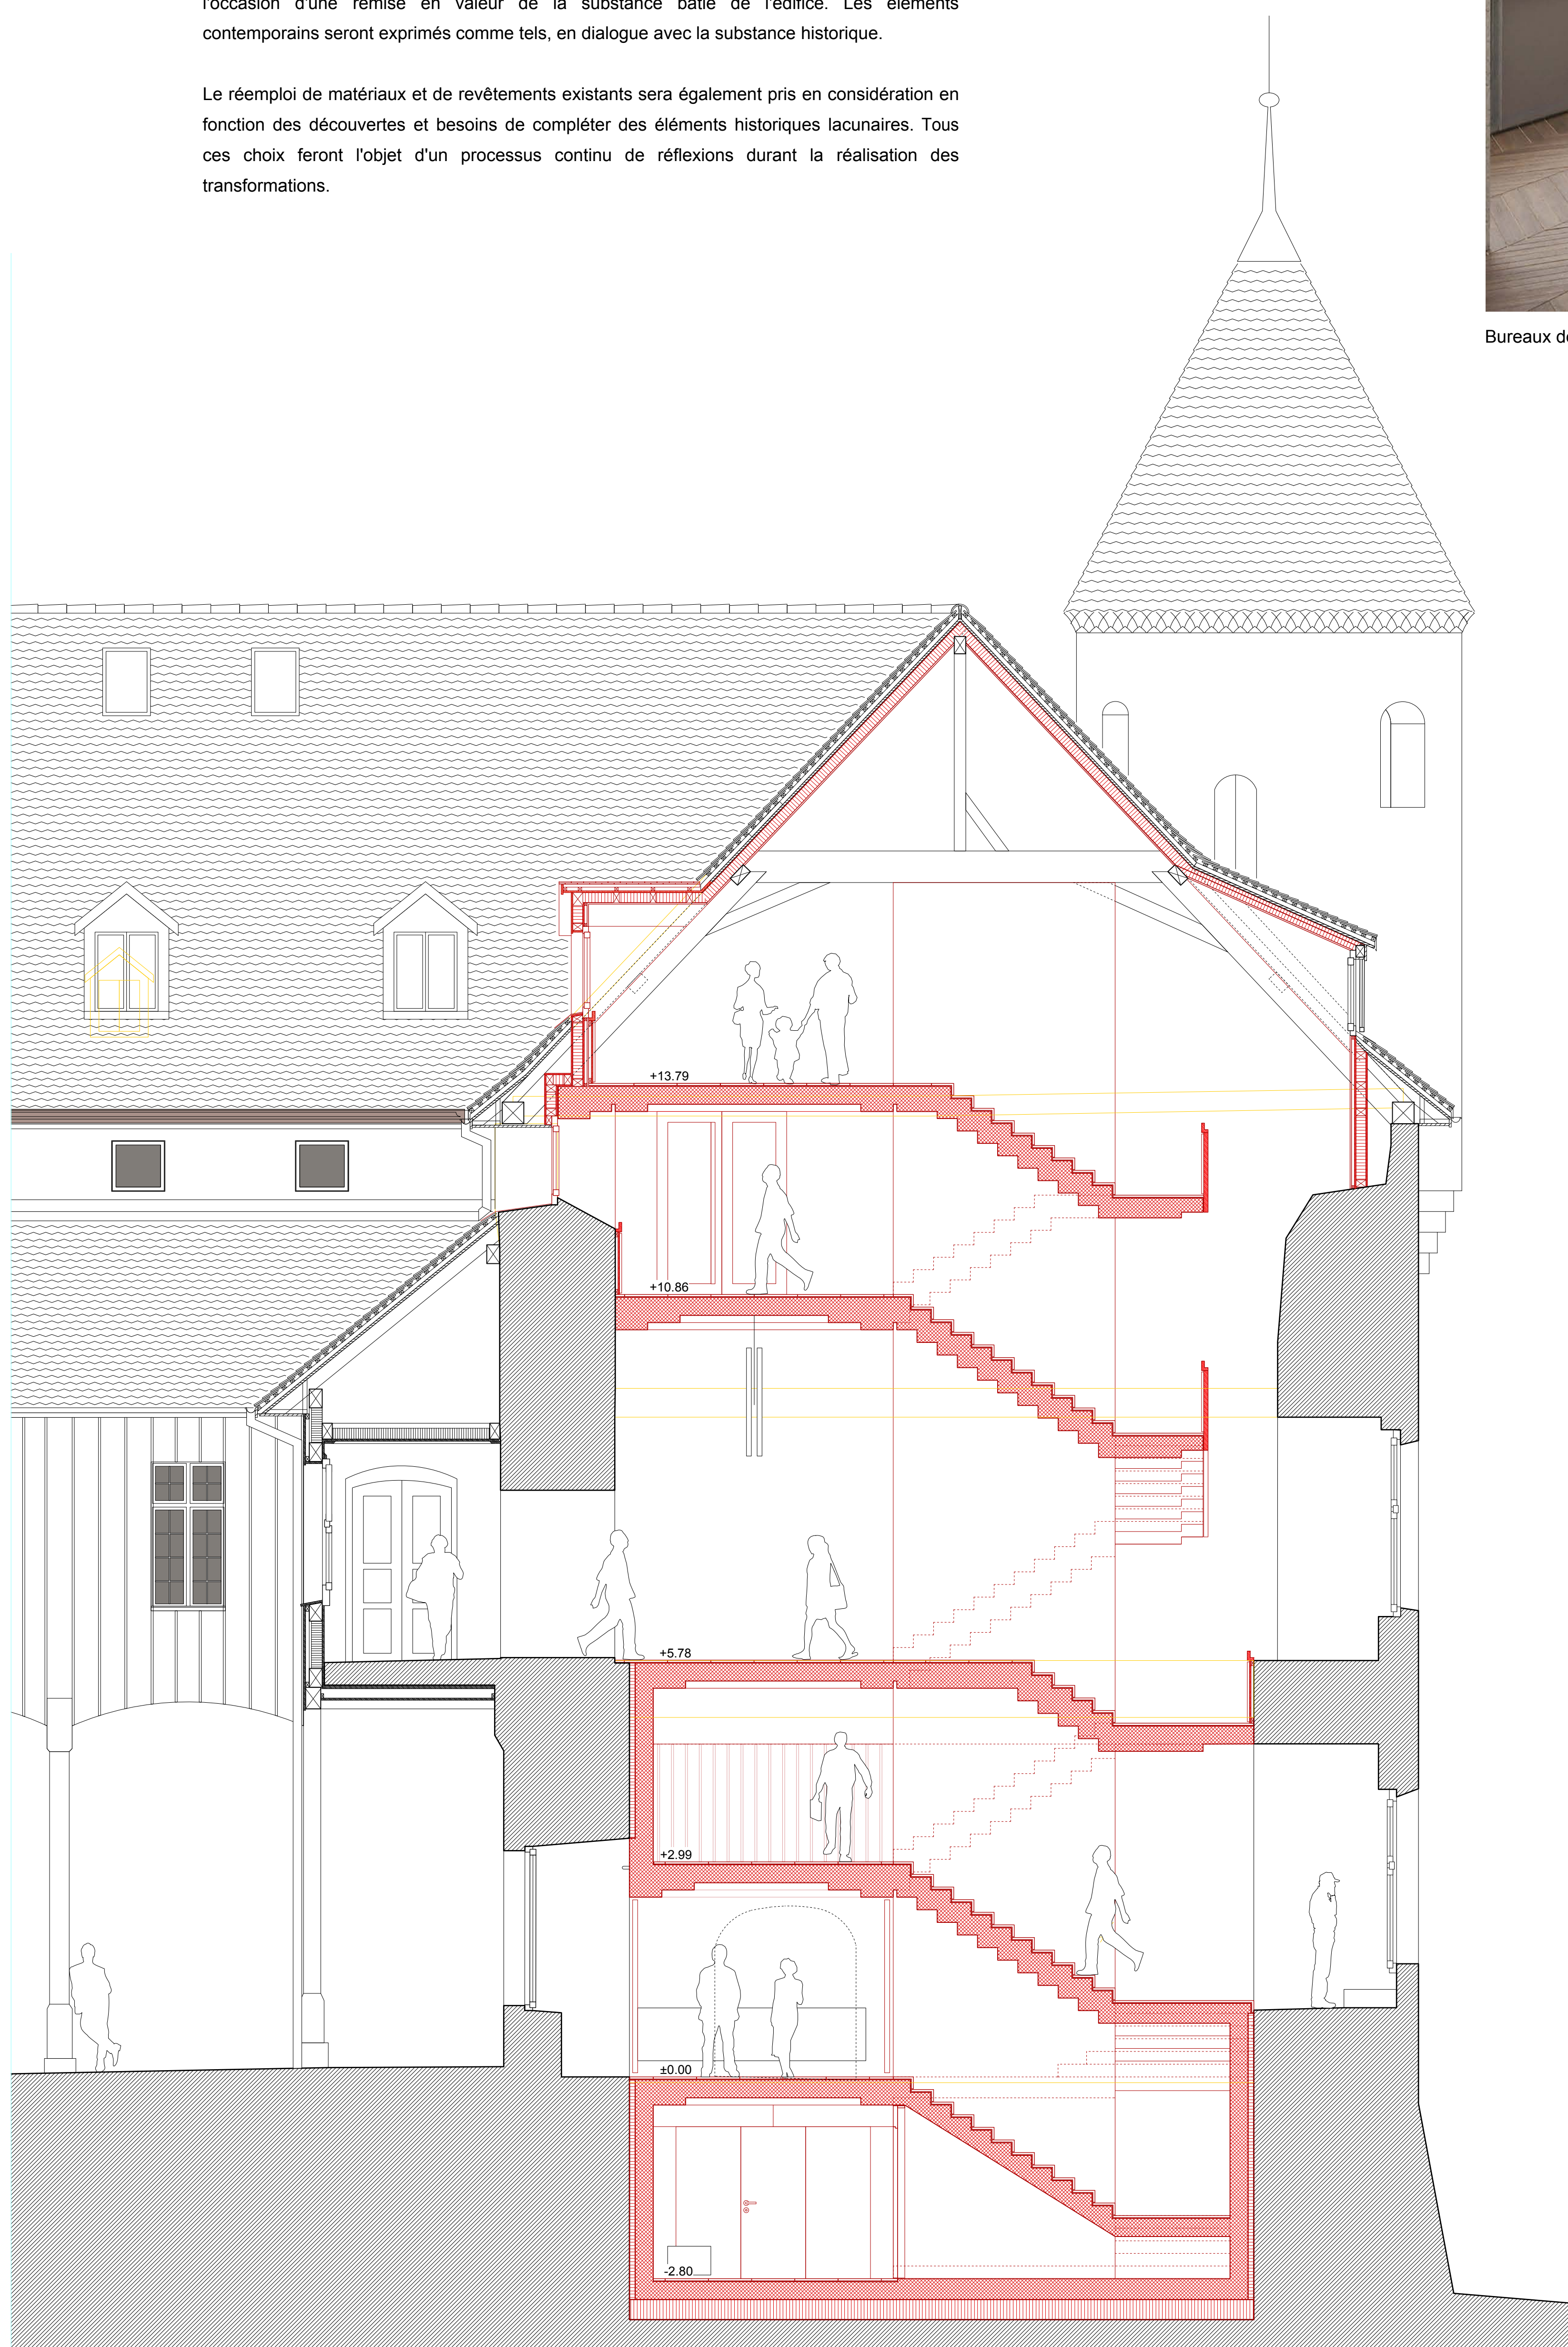 l'occasion d'une remise en valeur de la substance bâtie de l'édifice. Les éléments
contemporains seront exprimés comme tels, en dialogue avec la substance historique.
Le réemploi de matériaux et de revêtements existants sera également pris en considération en
fonction des découvertes et besoins de compléter des éléments historiques lacunaires. Tous
ces choix feront l'objet d'un processus continu de réflexions durant la réalisation des
transformations.
Bureaux
+13.79
+10.86
+5.78
+2.99
±0.00
-2.80